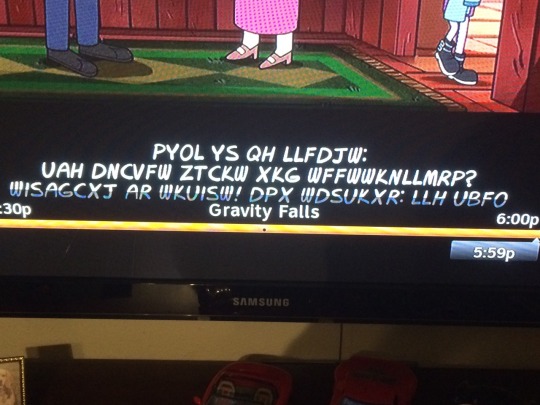 PYOL YS QH LLFDJW:
UAH DNCVFW ZTCKW XKG WFFWWKNLLMRP?
WISAGCXJ AR WKUISW! DPX WDSUKXR: LLH UBFO
:30p Gravity Falls 6:00p
5:59p
SAMSUNG